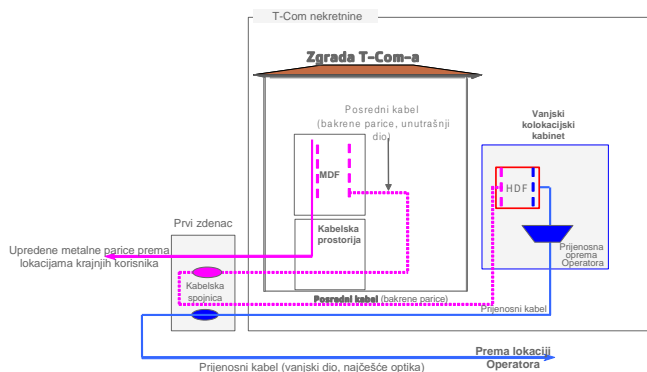 T-Com nekretnine
Zgrada T-Com-a
Posredni kabel
(bakrene parice, unutrašnji
dio)
Vanjski
kolokacijski
kabinet
MDF
HDF
Kabelska
prostorija
Prvi zdenac
Upredene metalne parice prema
lokacijama krajnjih korisnika
Kabelska
spojnica
Prijenosna
oprema
Operatora
Posredni kabel (bakrene parice)
Prijenosni kabel
Prema lokaciji
Operatora
Prijenosni kabel (vanjski dio, najčešće optika)